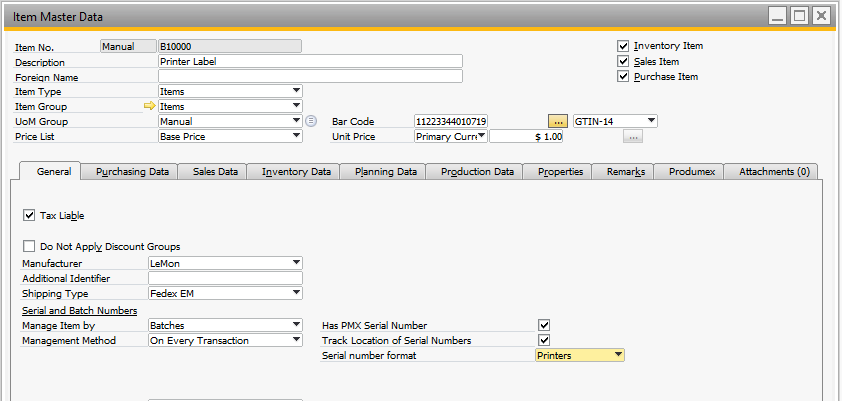 Item Master Data
Item No. Manual B10000 Inventory Item
Description Printer Label Sales Item
Foreign Name Purchase Item
Item Type Items
Item Group Items
UoM Group Manual Bar Code 11223344010719 ... GTIN-14
Price List Base Price Unit Price Primary Curre $ 1.00 ...
General Purchasing Data Sales Data Inventory Data Planning Data Production Data Properties Remarks Produmex Attachments (0)
Tax Liable
Do Not Apply Discount Groups
Manufacturer LeMon
Additional Identifier
Shipping Type Fedex EM
Serial and Batch Numbers
Manage Item by Batches Has PMX Serial Number
Management Method On Every Transaction Track Location of Serial Numbers
Serial number format Printers